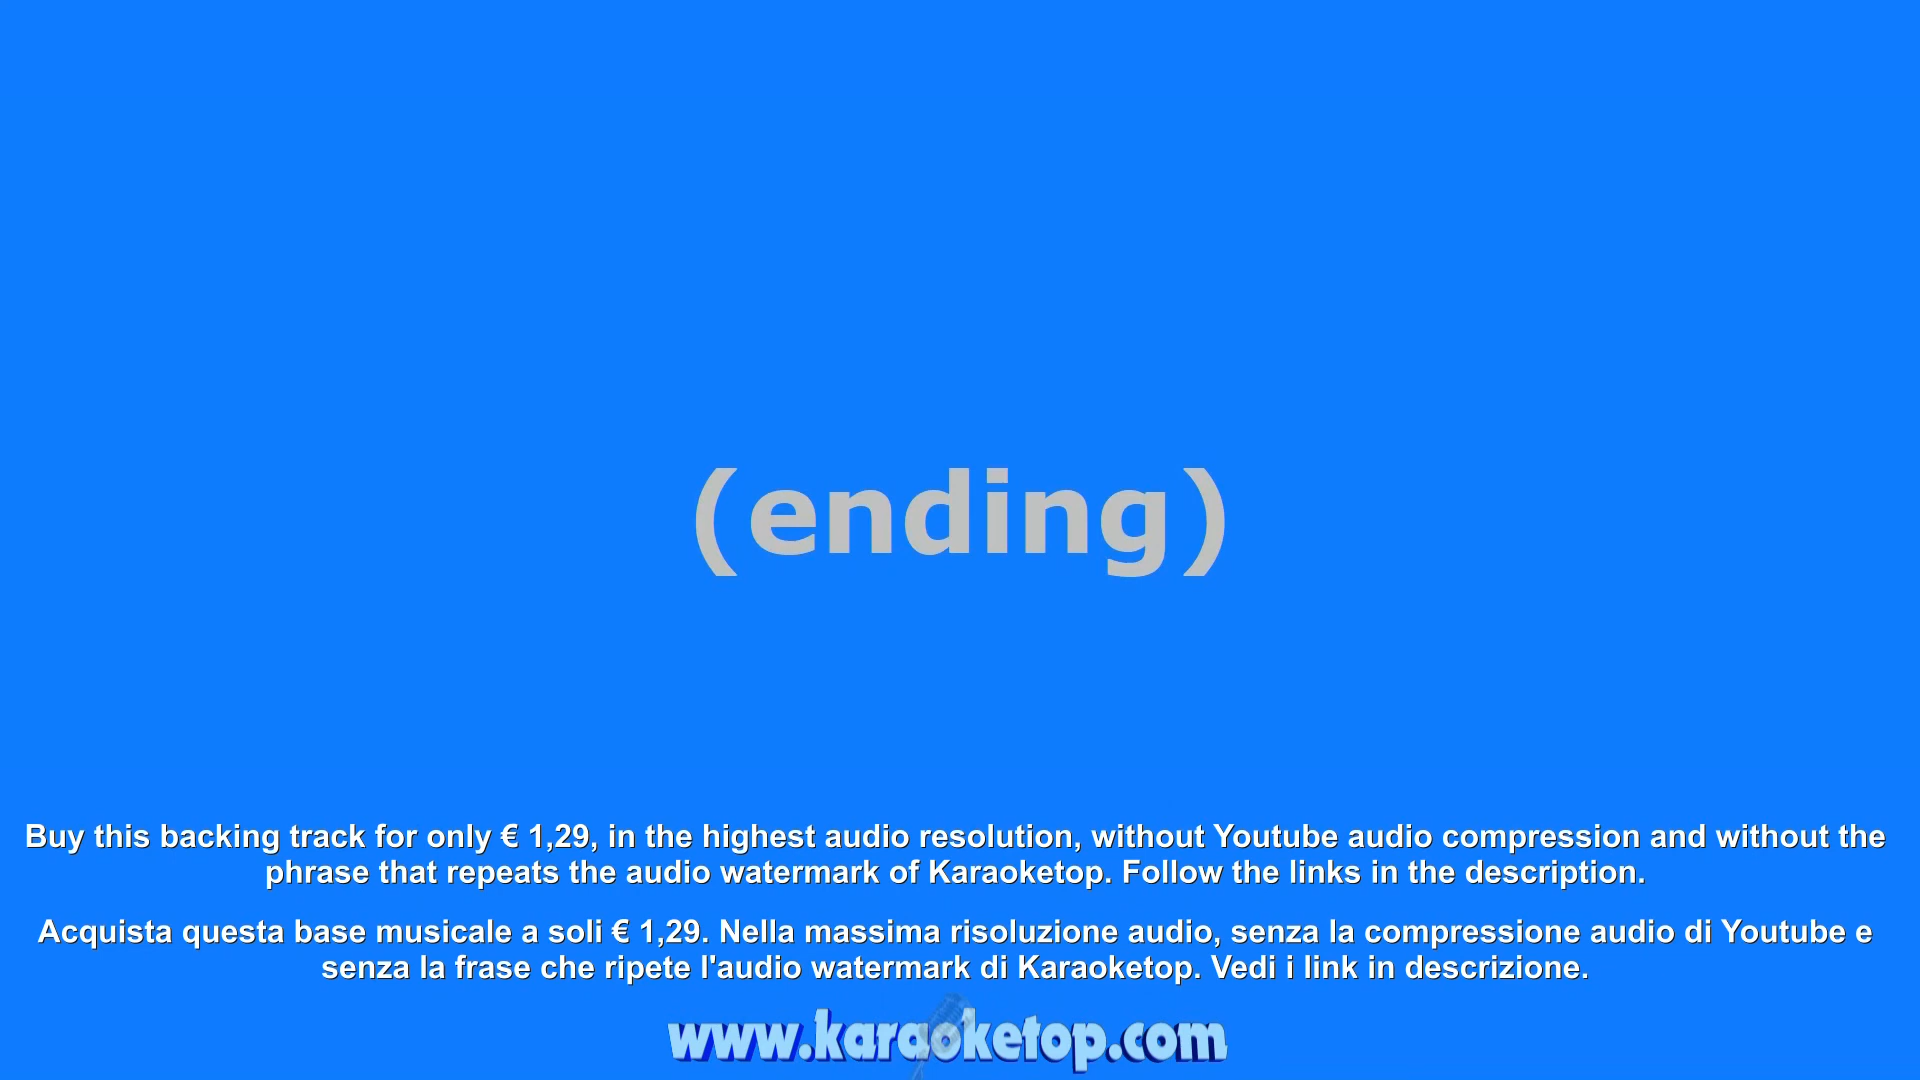 (ending)
Buy this backing track for only € 1,29, in the highest audio resolution, without Youtube audio compression and without the
phrase that repeats the audio watermark of Karaoketop. Follow the links in the description.
Acquista questa base musicale a soli € 1,29. Nella massima risoluzione audio, senza la compressione audio di Youtube e
senza la frase che ripete l'audio watermark di Karaoketop. Vedi i link in descrizione.
www.karaoketop.com